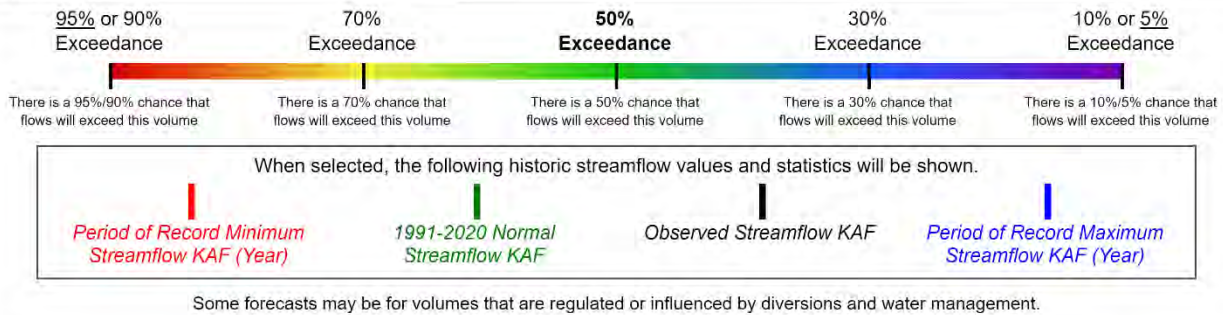 95% or 90% 70% 50% 30% 10% or 5%
Exceedance Exceedance Exceedance Exceedance Exceedance
There is a 95%/90% chance that There is a 70% chance that There is a 50% chance that There is a 30% chance that There is a 10%/5% chance that
flows will exceed this volume flows will exceed this volume flows will exceed this volume flows will exceed this volume flows will exceed this volume
When selected, the following historic streamflow values and statistics will be shown.
Period of Record Minimum 1991-2020 Normal Observed Streamflow KAF Period of Record Maximum
Streamflow KAF (Year) Streamflow KAF Streamflow KAF (Year)
Some forecasts may be for volumes that are regulated or influenced by diversions and water management.